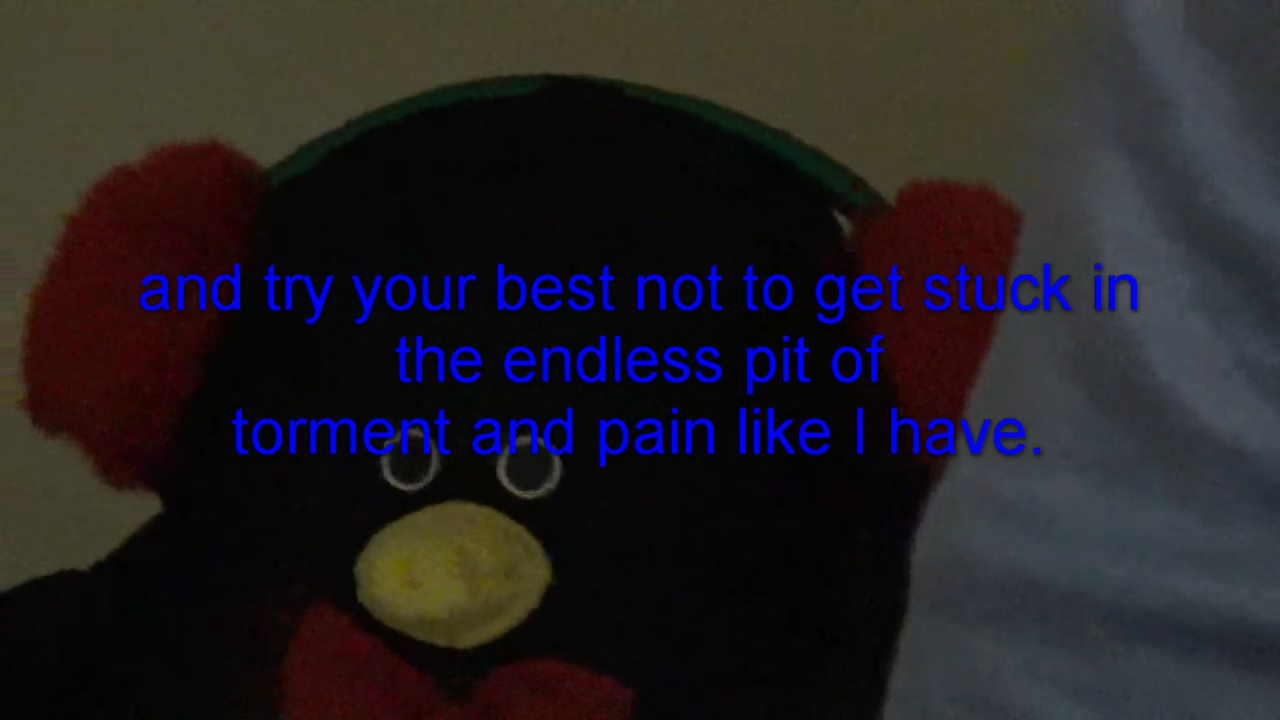 and try your best not to get stuck in
the endless pit of
torment and pain like I have.